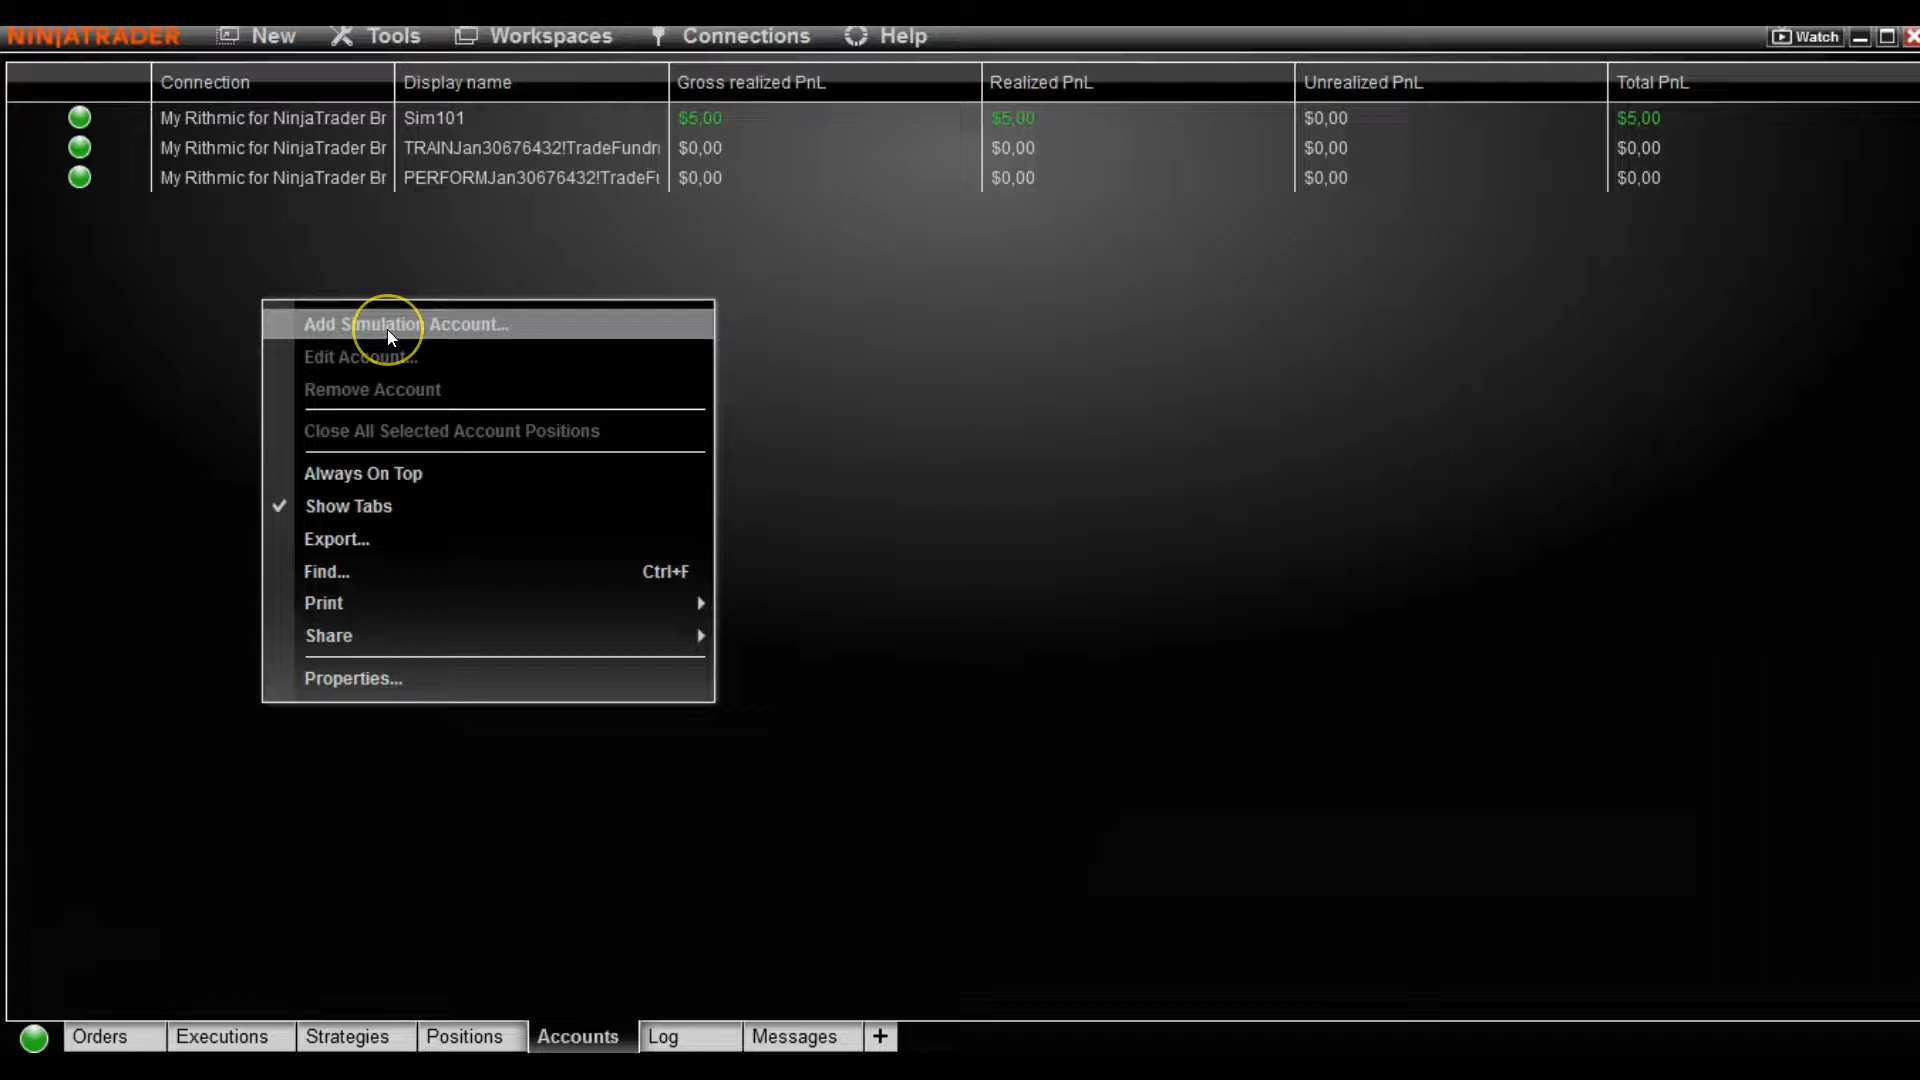 NINJATRADER New Tools Workspaces Connections Help Watch
Connection Display name Gross realized PnL Realized PnL Unrealized PnL Total PnL
My Rithmic for NinjaTrader Br Sim101 $5,00 $5,00 $0,00 $5,00
My Rithmic for NinjaTrader Br TRAINJan30676432!TradeFundr $0,00 $0,00 $0,00 $0,00
My Rithmic for NinjaTrader Br PERFORMJan30676432!TradeFu $0,00 $0,00 $0,00 $0,00
Add Simulation Account...
Edit Account...
Remove Account
Close All Selected Account Positions
Always On Top
Show Tabs
Export...
Find... Ctrl+F
Print
Share
Properties...
Orders Executions Strategies Positions Accounts Log Messages +